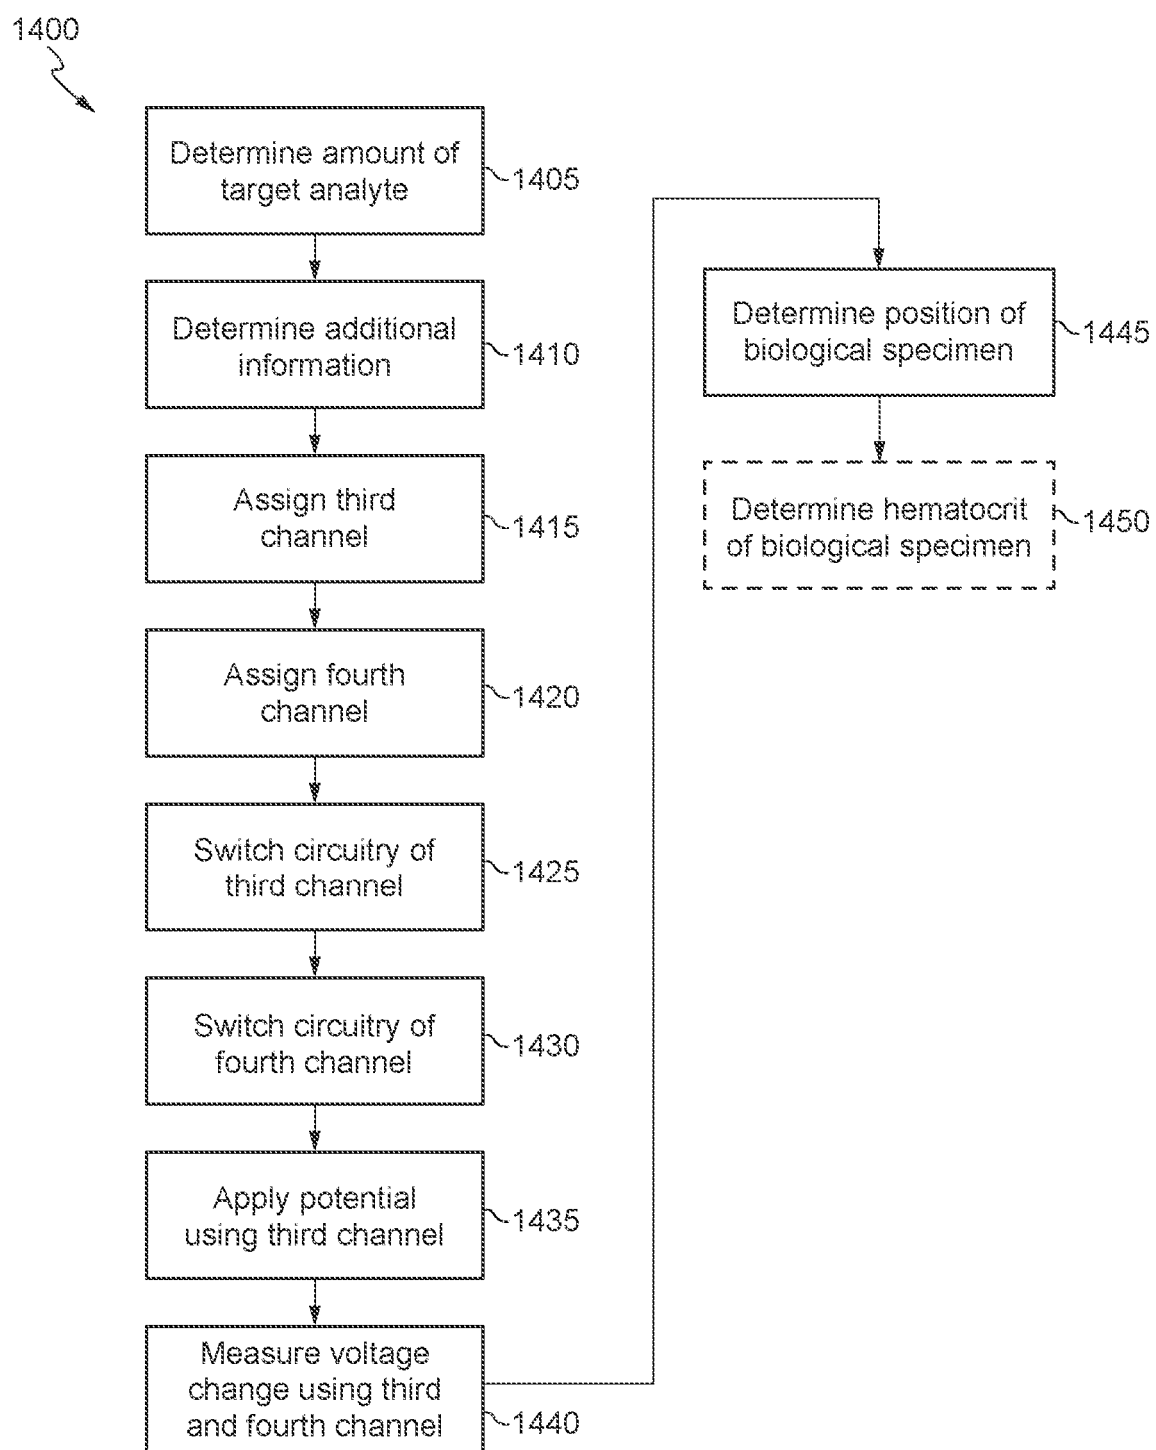 1400
Determine amount of
target analyte
1405
Determine additional
information
1410
Assign third
channel
1415
Assign fourth
channel
1420
Switch circuitry of
third channel
1425
Switch circuitry of
fourth channel
1430
Apply potential
using third channel
1435
Measure voltage
change using third
and fourth channel
1440
Determine position of
biological specimen
1445
Determine hematocrit
of biological specimen
1450